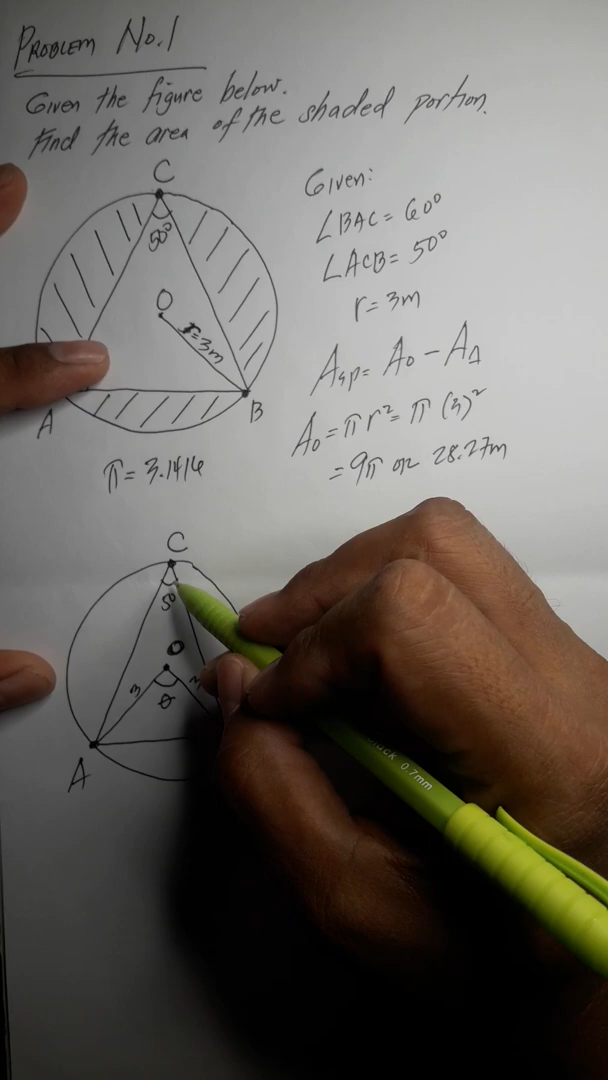 PROBLEM No.1
Given the figure below.
Find the area of the shaded portion.
C
50°
O
r=3m
A
B
π = 3.1416
Given:
∠BAC = 60°
∠ACB = 50°
r = 3m
Asp = Ao - A△
Ao = πr² = π(3)²
= 9π or 28.27m
C
50
O
3
θ
3
A
0.7mm